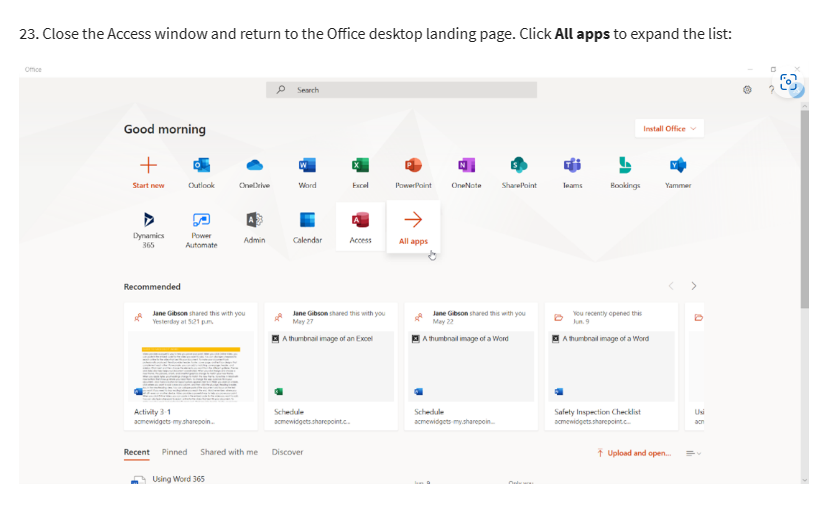 23. Close the Access window and return to the Office desktop landing page. Click All apps to expand the list:
Office
Search
?
Good morning
Install Office
Start new Outlook OneDrive Word Excel PowerPoint OneNote SharePoint Teams Bookings Yammer
Dynamics 365 Power Automate Admin Calendar Access All apps
Recommended
Jane Gibson shared this with you
Yesterday at 5:21 p.m.
Activity 3-1
acmewidgets-my.sharepoin...
Jane Gibson shared this with you
May 27
A thumbnail image of an Excel
Schedule
acmewidgets.sharepoint.c...
Jane Gibson shared this with you
May 22
A thumbnail image of a Word
Schedule
acmewidgets-my.sharepoin...
You recently opened this
Jun. 9
A thumbnail image of a Word
Safety Inspection Checklist
acmewidgets.sharepoint.c...
Usi
acn
Recent Pinned Shared with me Discover
Upload and open...
Using Word 365